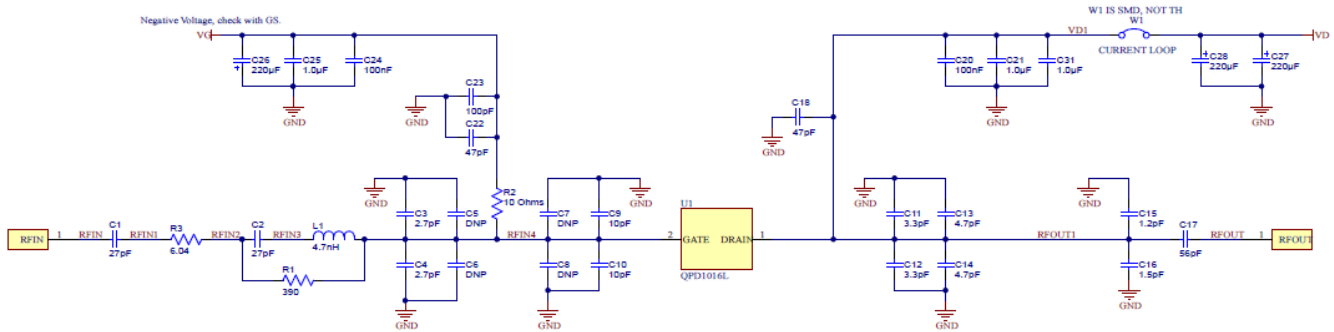 Negative Voltage, check with GS.
VG
C26
220µF
C25
1.0µF
C24
100nF
GND
C23
100pF
GND
C22
47pF
R2
10 Ohms
W1 IS SMD, NOT TH
W1
VD1
VD
CURRENT LOOP
C20
100nF
C21
1.0µF
C31
1.0µF
C28
220µF
C27
220µF
GND
GND
C18
47pF
GND
GND
C3
2.7pF
C5
DNP
C7
DNP
C9
10pF
GND
U1
GATE
DRAIN
QPD1016L
2
1
GND
C11
3.3pF
C13
4.7pF
GND
C15
1.2pF
RFIN
1
RFIN
C1
27pF
RFIN1
R3
6.04
RFIN2
C2
27pF
RFIN3
L1
4.7nH
R1
390
RFIN4
C4
2.7pF
C6
DNP
GND
C8
DNP
C10
10pF
GND
C12
3.3pF
C14
4.7pF
GND
RFOUT1
C16
1.5pF
GND
C17
56pF
RFOUT
1
RFOUT